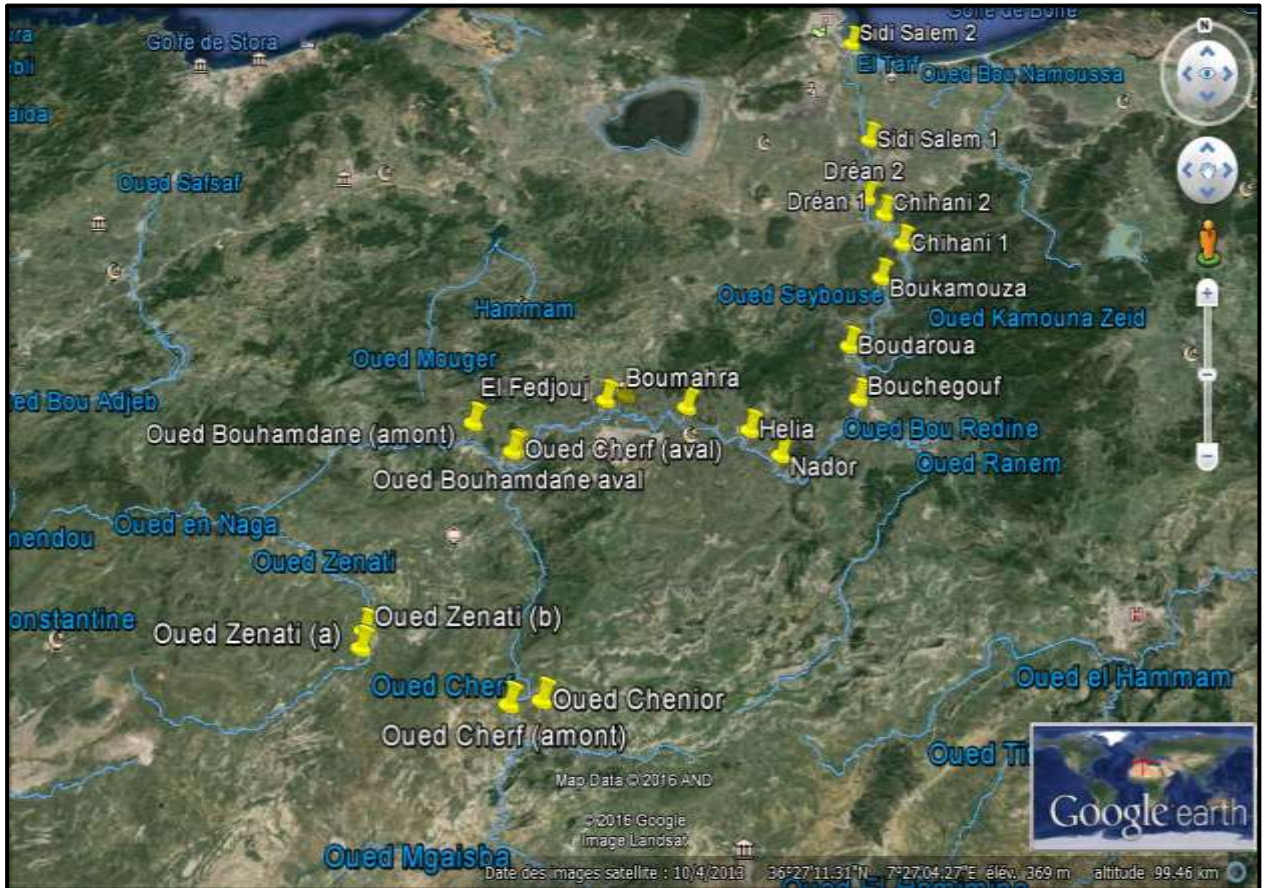 Golfe de Bône
Golfe de Stora
Sidi Salem 2
El Tarf
Oued Bou Namoussa
N
Sidi Salem 1
Oued Safsaf
Dréan 2
Dréan 1
Chihani 2
Chihani 1
Oued Seybouse
Boukamouza
Hammam
Oued Kamouna Zeid
Oued Mouger
Boudaroua
El Fedjouj
Boumahra
Bouchegouf
ed Bou Adjeb
Oued Bouhamdane (amont)
Helia
Oued Bou Redine
Oued Cherf (aval)
Nador
Oued Ranem
Oued Bouhamdane aval
Oued en Naga
mendou
Oued Zenati
onstantine
Oued Zenati (b)
Oued Zenati (a)
H
Oued Cherf
Oued Chenior
Oued el Hammam
Oued Cherf (amont)
Oued
Map Data © 2016 AND
Google earth
© 2016 Google
Image Landsat
Oued Mgaisba
Date des images satellite : 10/4/2013 36°27'11.31"N 7°27'04.27"E élév. 369 m altitude 99.46 km